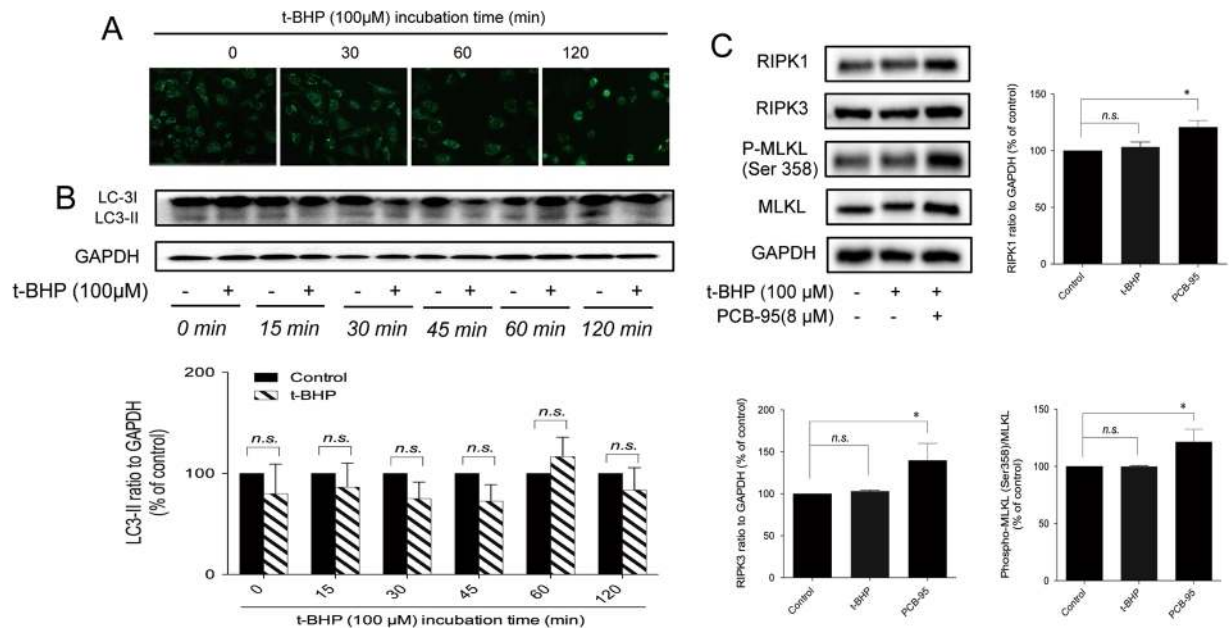 A
t-BHP (100µM) incubation time (min)
0 30 60 120
B
LC-3I
LC3-II
GAPDH
t-BHP (100µM) - + - + - + - + - + - +
0 min 15 min 30 min 45 min 60 min 120 min
LC3-II ratio to GAPDH
(% of control)
200
100
0
Control
t-BHP
n.s. n.s. n.s. n.s. n.s. n.s.
0 15 30 45 60 120
t-BHP (100 µM) incubation time (min)
C
RIPK1
RIPK3
P-MLKL
(Ser 358)
MLKL
GAPDH
t-BHP (100 µM) - + +
PCB-95(8 µM) - - +
RIPK1 ratio to GAPDH (% of control)
150
100
50
0
n.s.
*
Control t-BHP PCB-95
RIPK3 ratio to GAPDH (% of control)
200
150
100
50
0
n.s.
*
Control t-BHP PCB-95
Phospho-MLKL (Ser358)/MLKL
(% of control)
150
100
50
0
n.s.
*
Control t-BHP PCB-95